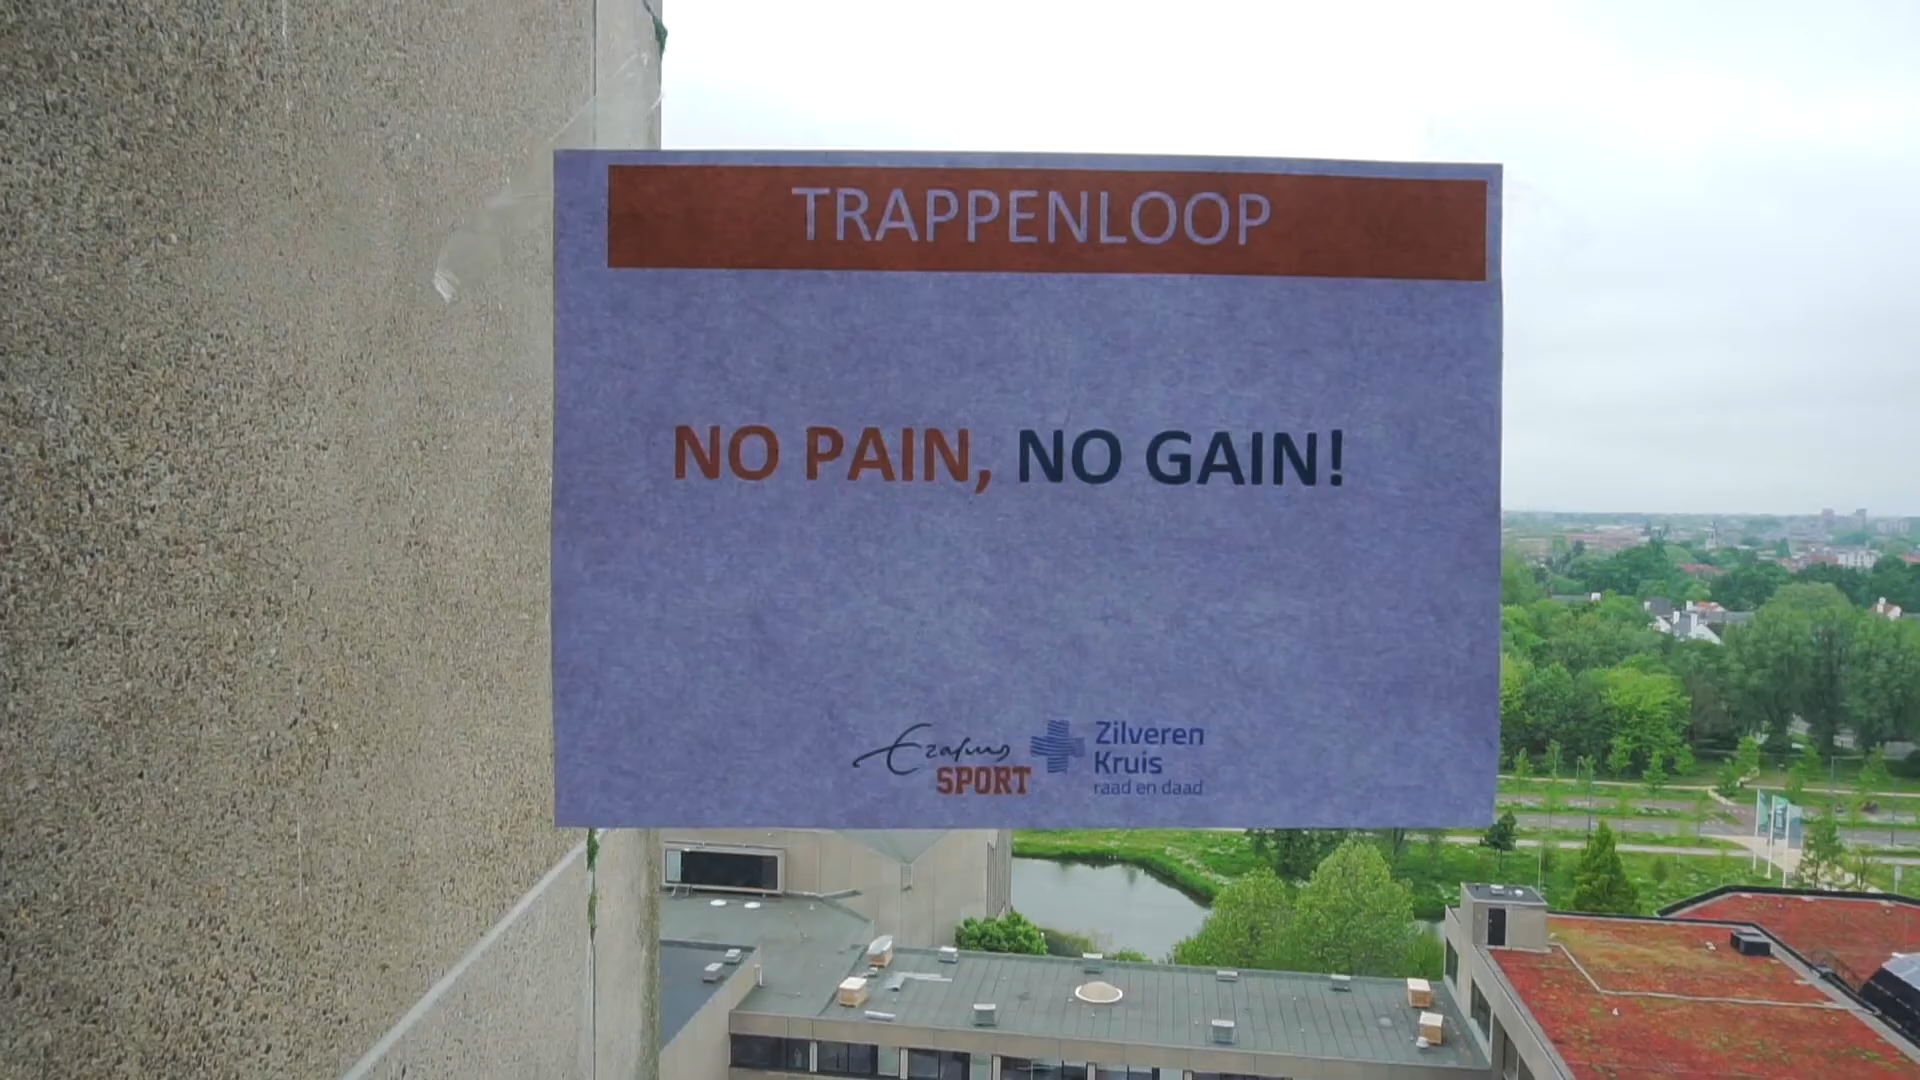 TRAPPENLOOP
NO PAIN, NO GAIN!
Erasmus
SPORT
Zilveren
Kruis
raad en daad